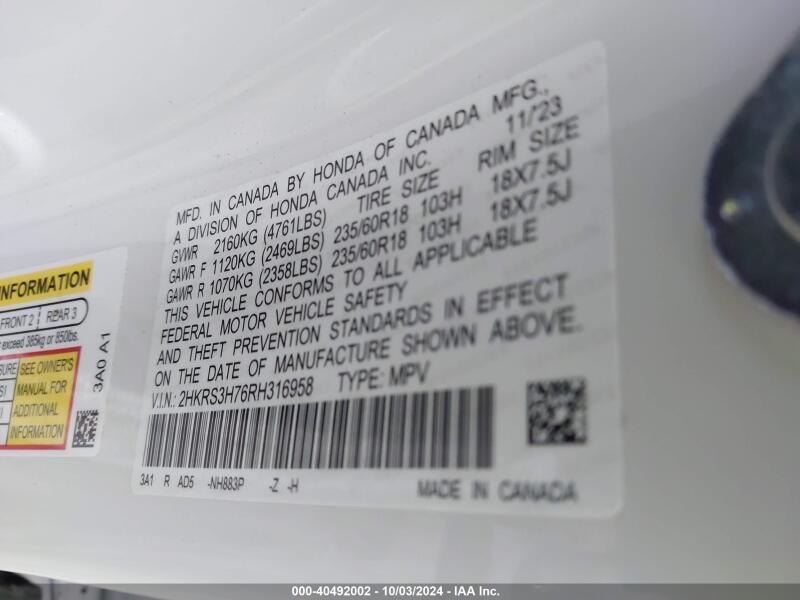 MFD. IN CANADA BY HONDA OF CANADA MFG.,
A DIVISION OF HONDA CANADA INC. 11/23
GVWR 2160KG (4761LBS) TIRE SIZE RIM SIZE
GAWR F 1120KG (2469LBS) 235/60R18 103H 18X7.5J
GAWR R 1070KG (2358LBS) 235/60R18 103H 18X7.5J
THIS VEHICLE CONFORMS TO ALL APPLICABLE
FEDERAL MOTOR VEHICLE SAFETY
AND THEFT PREVENTION STANDARDS IN EFFECT
ON THE DATE OF MANUFACTURE SHOWN ABOVE.
V.I.N.: 2HKRS3H76RH316958 TYPE: MPV
3A1 R AD5 -NH883P -Z -H
MADE IN CANADA
INFORMATION
FRONT 2 REAR 3
exceed 385kg or 850lbs.
SEE OWNER'S
MANUAL FOR
ADDITIONAL
INFORMATION
3A0 A1
000-40492002 - 10/03/2024 - IAA Inc.